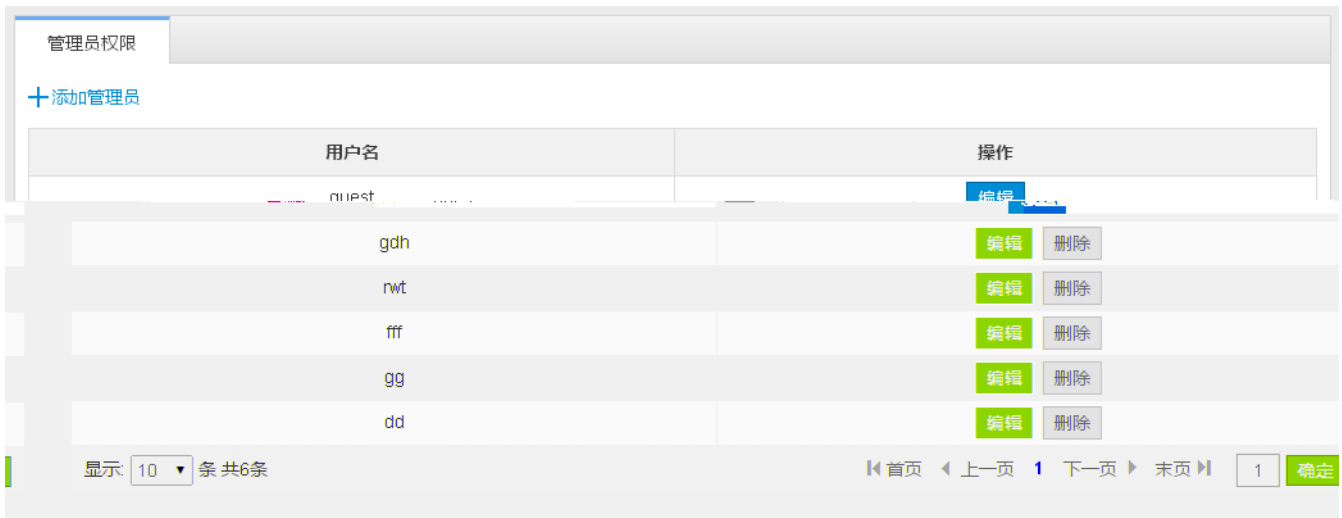 管理员权限
添加管理员
用户名 操作
guest 编辑
gdh 编辑 删除
rwt 编辑 删除
fff 编辑 删除
gg 编辑 删除
dd 编辑 删除
显示: 10 条 共6条 首页 上一页 1 下一页 末页 1 确定